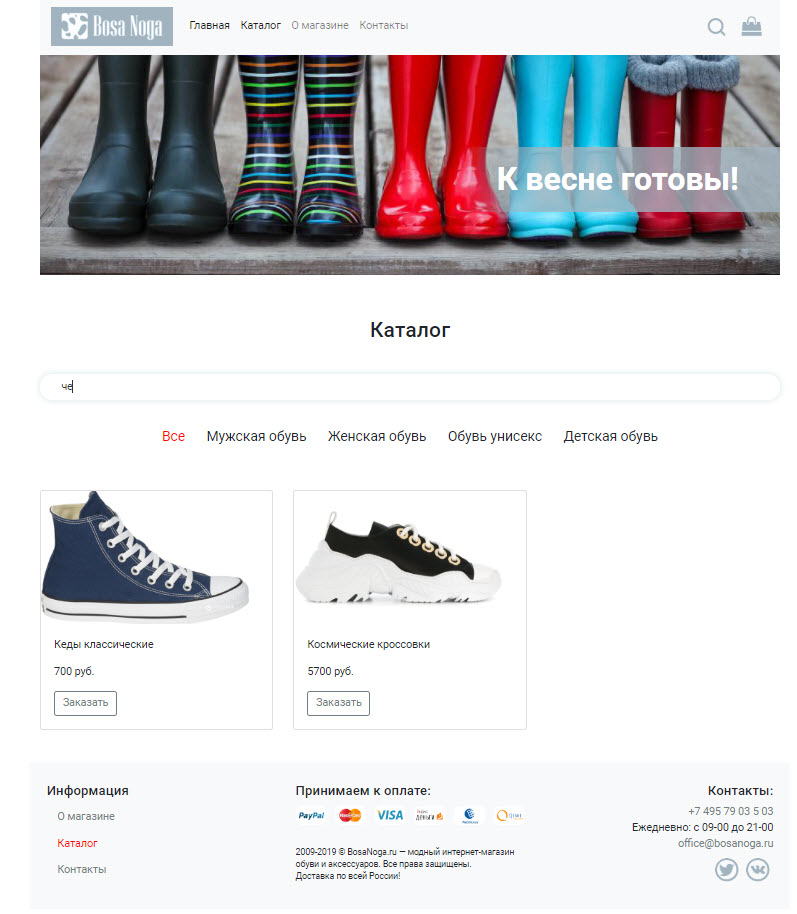 Bosa Noga
Главная Каталог О магазине Контакты
К весне готовы!
Каталог
че
Все Мужская обувь Женская обувь Обувь унисекс Детская обувь
Кеды классические
700 руб.
Заказать
Космические кроссовки
5700 руб.
Заказать
Информация
О магазине
Каталог
Контакты
Принимаем к оплате:
PayPal MasterCard VISA Яндекс Деньги WebMoney QIWI
2009-2019 © BosaNoga.ru — модный интернет-магазин
обуви и аксессуаров. Все права защищены.
Доставка по всей России!
Контакты:
+7 495 79 03 5 03
Ежедневно: с 09-00 до 21-00
office@bosanoga.ru